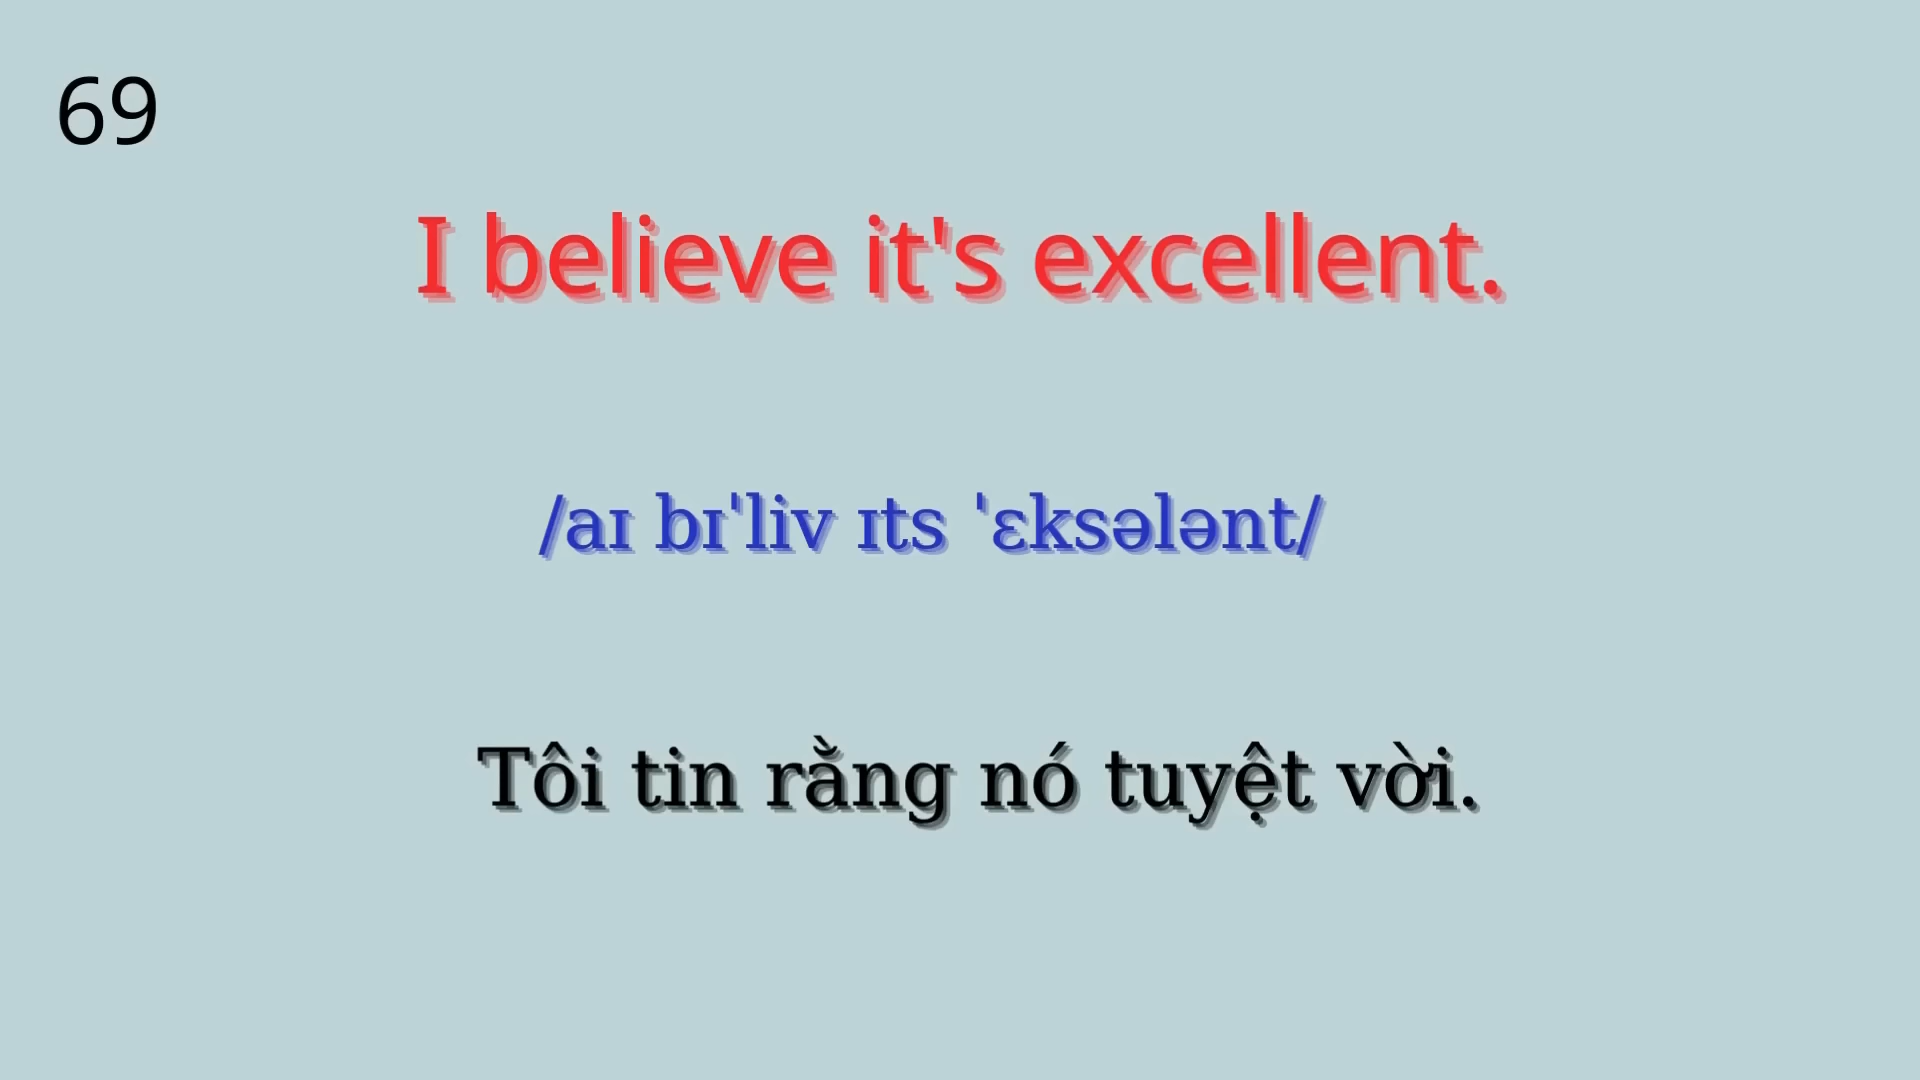 69
I believe it's excellent.
/aɪ bɪˈliv ɪts ˈɛksələnt/
Tôi tin rằng nó tuyệt vời.